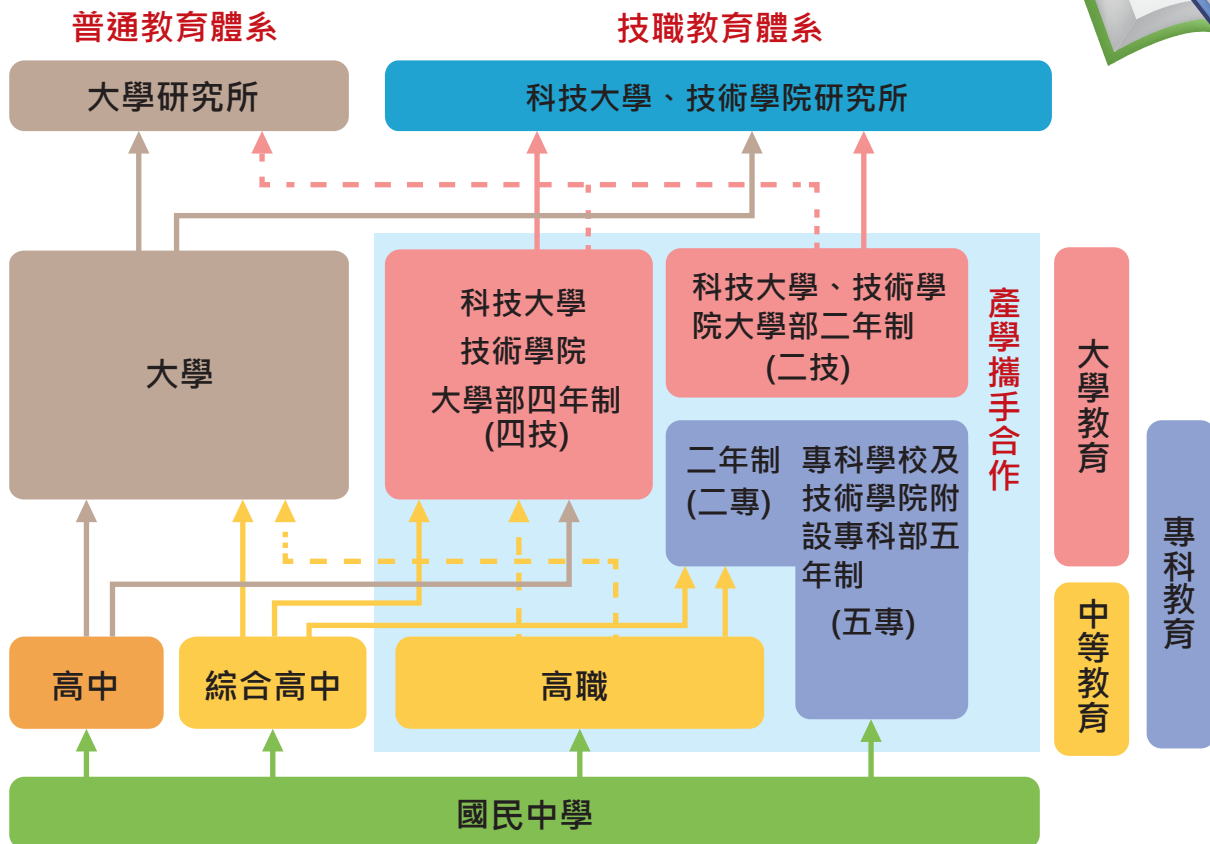 普通教育體系
技職教育體系
大學研究所
科技大學、技術學院研究所
大學
科技大學
技術學院
大學部四年制
(四技)
科技大學、技術學
院大學部二年制
(二技)
產學攜手合作
大學教育
二年制
(二專)
專科學校及
技術學院附
設專科部五
年制
(五專)
專科教育
中等教育
高中
綜合高中
高職
國民中學